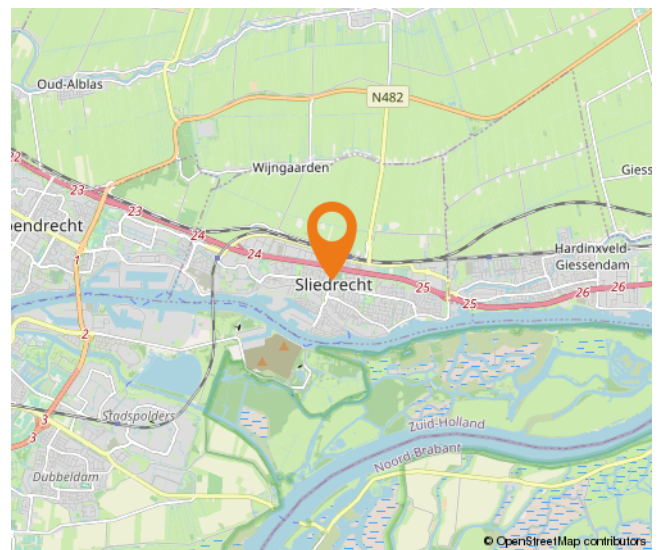 Oud-Alblas
N482
Wijngaarden
Giess
22
23
23
pendrecht
24
24
1
Hardinxveld-
Giessendam
Sliedrecht
25
25
26
26
2
Stadspolders
3
3
Zuid-Holland
Noord-Brabant
Dubbeldam
© OpenStreetMap contributors